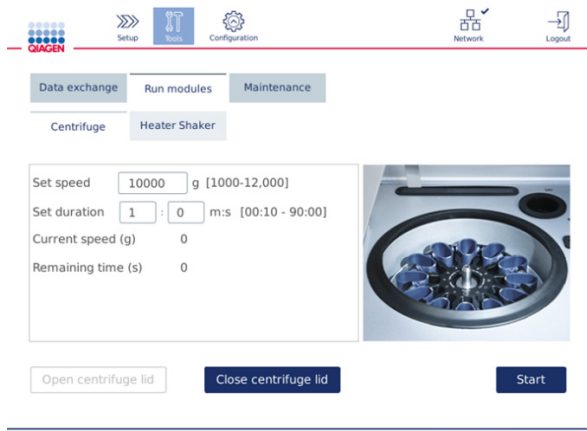 QIAGEN
Setup
Tools
Configuration
Network
Logout
Data exchange Run modules Maintenance
Centrifuge Heater Shaker
Set speed 10000 g [1000-12,000]
Set duration 1 : 0 m:s [00:10 - 90:00]
Current speed (g) 0
Remaining time (s) 0
Open centrifuge lid Close centrifuge lid Start